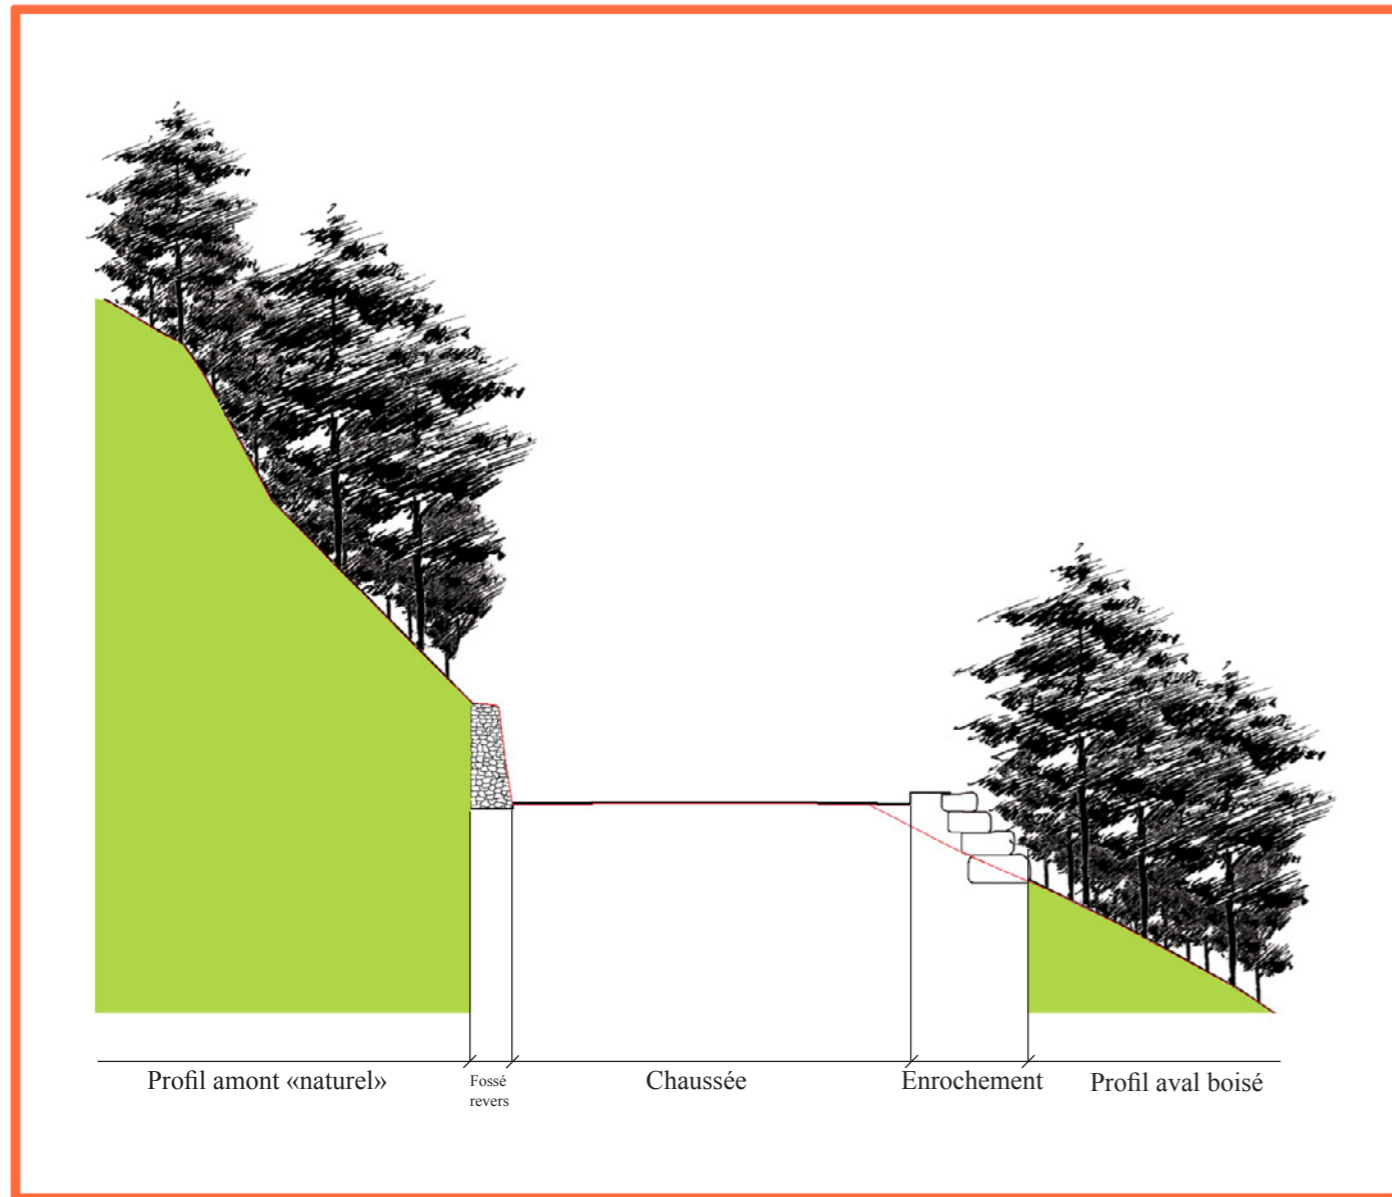 Profil amont «naturel»
Fossé
revers
Chaussée
Enrochement
Profil aval boisé